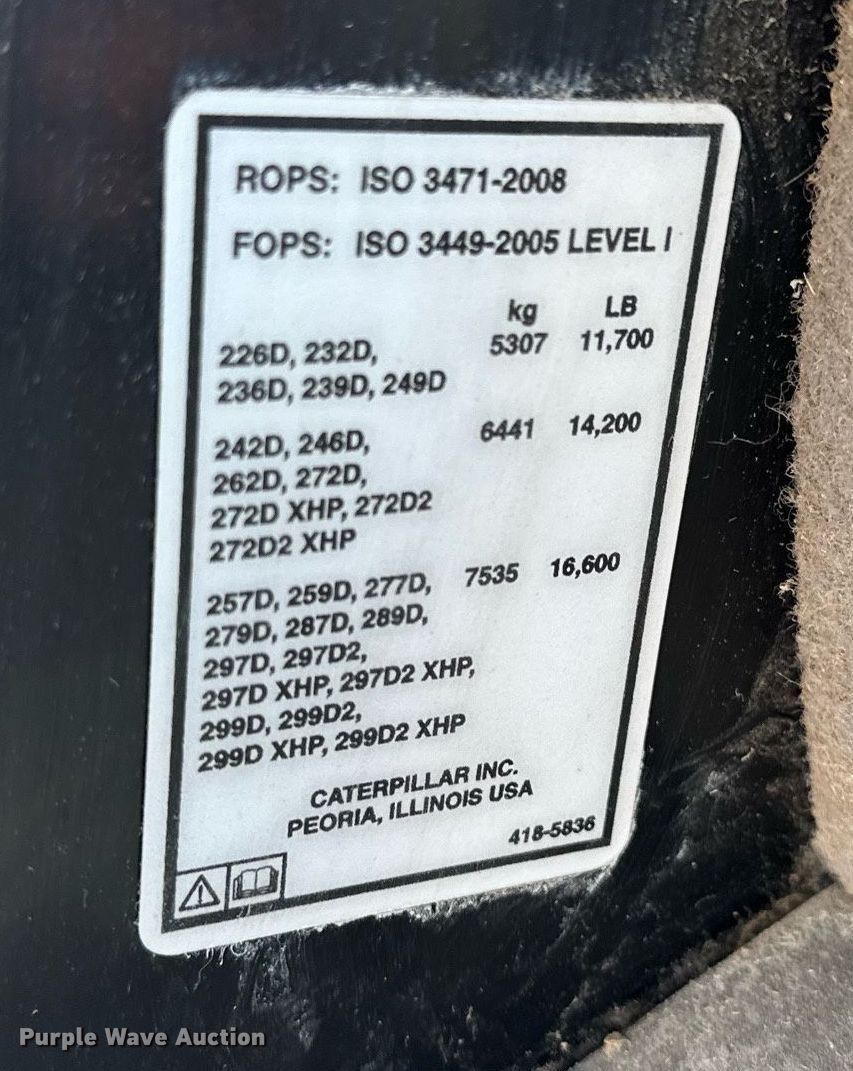 ROPS: ISO 3471-2008
FOPS: ISO 3449-2005 LEVEL I
kg LB
226D, 232D, 5307 11,700
236D, 239D, 249D
242D, 246D, 6441 14,200
262D, 272D,
272D XHP, 272D2
272D2 XHP
257D, 259D, 277D, 7535 16,600
279D, 287D, 289D,
297D, 297D2,
297D XHP, 297D2 XHP,
299D, 299D2,
299D XHP, 299D2 XHP
CATERPILLAR INC.
PEORIA, ILLINOIS USA
418-5836
Purple Wave Auction